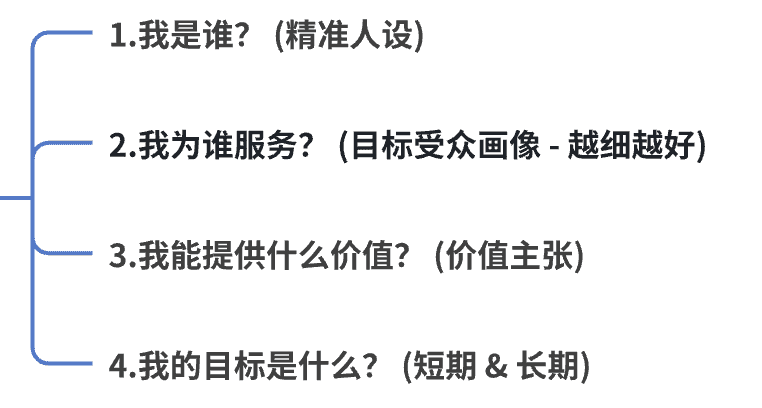 1.我是谁？ (精准人设)
2.我为谁服务？ (目标受众画像 - 越细越好)
3.我能提供什么价值？ (价值主张)
4.我的目标是什么？ (短期 & 长期)